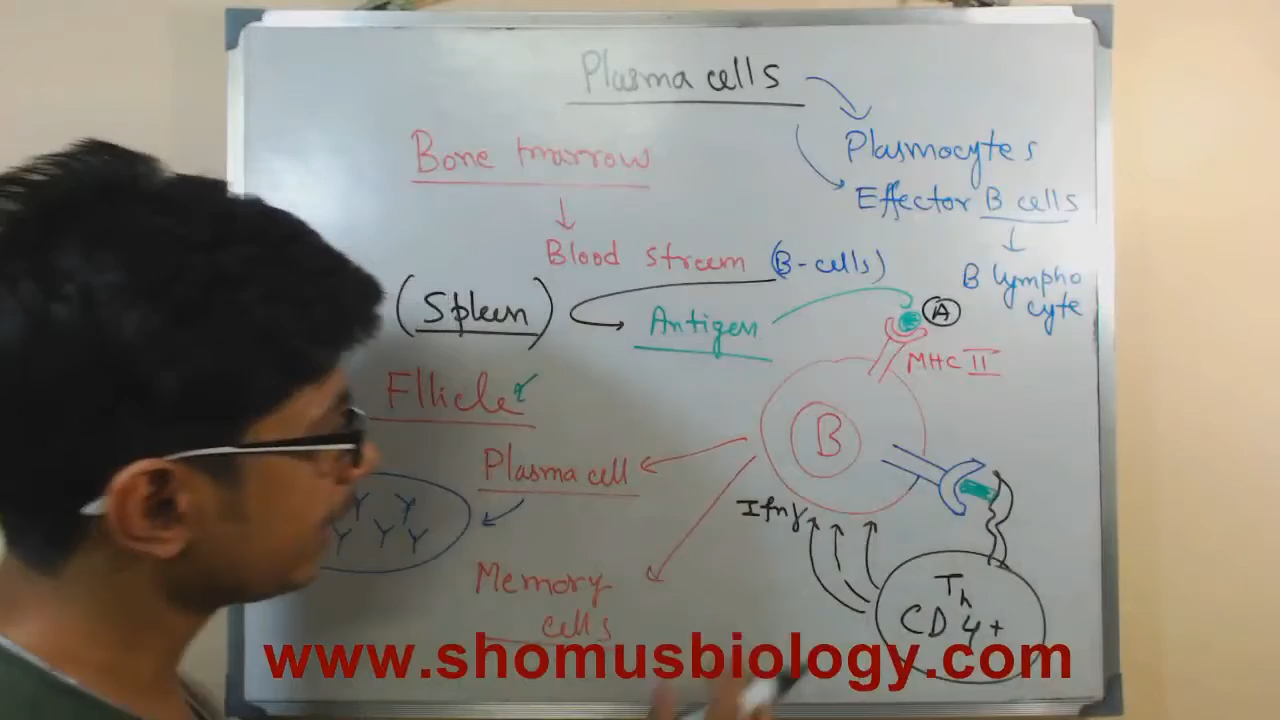 Plasma cells
Plasmocytes
Bone marrow
Effector B cells
Blood stream (B-cells)
B lympho
cyte
(Spleen)
Antigen
A
MHC II
Fllicle
B
Plasma cell
Ifnγ
Memory
cells
Th
CD4+
www.shomusbiology.com